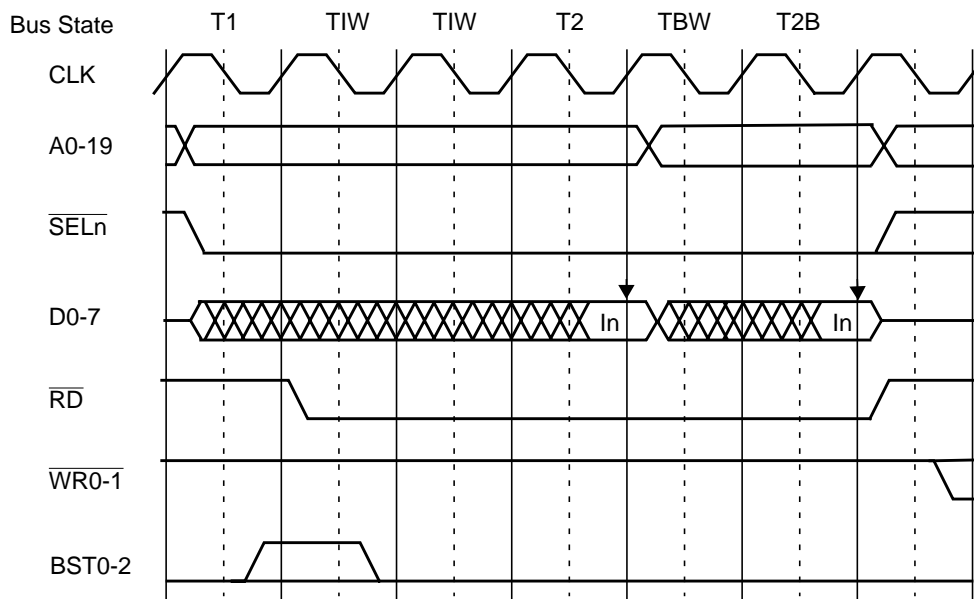 Bus State T1 TIW TIW T2 TBW T2B
CLK
A0-19
SELn
D0-7 In In
RD
WR0-1
BST0-2